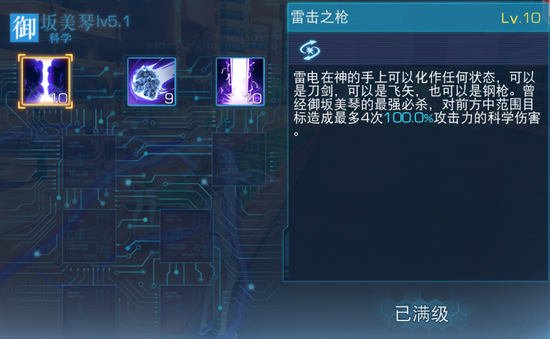 御坂美琴lv5.1
科学
10
9
10
雷击之枪
Lv.10
雷电在神的手上可以化作任何状态，可以
是刀剑，可以是飞矢，也可以是钢枪。曾
经御坂美琴的最强必杀，对前方中范围目
标造成最多4次100.0%攻击力的科学伤害
。
已满级